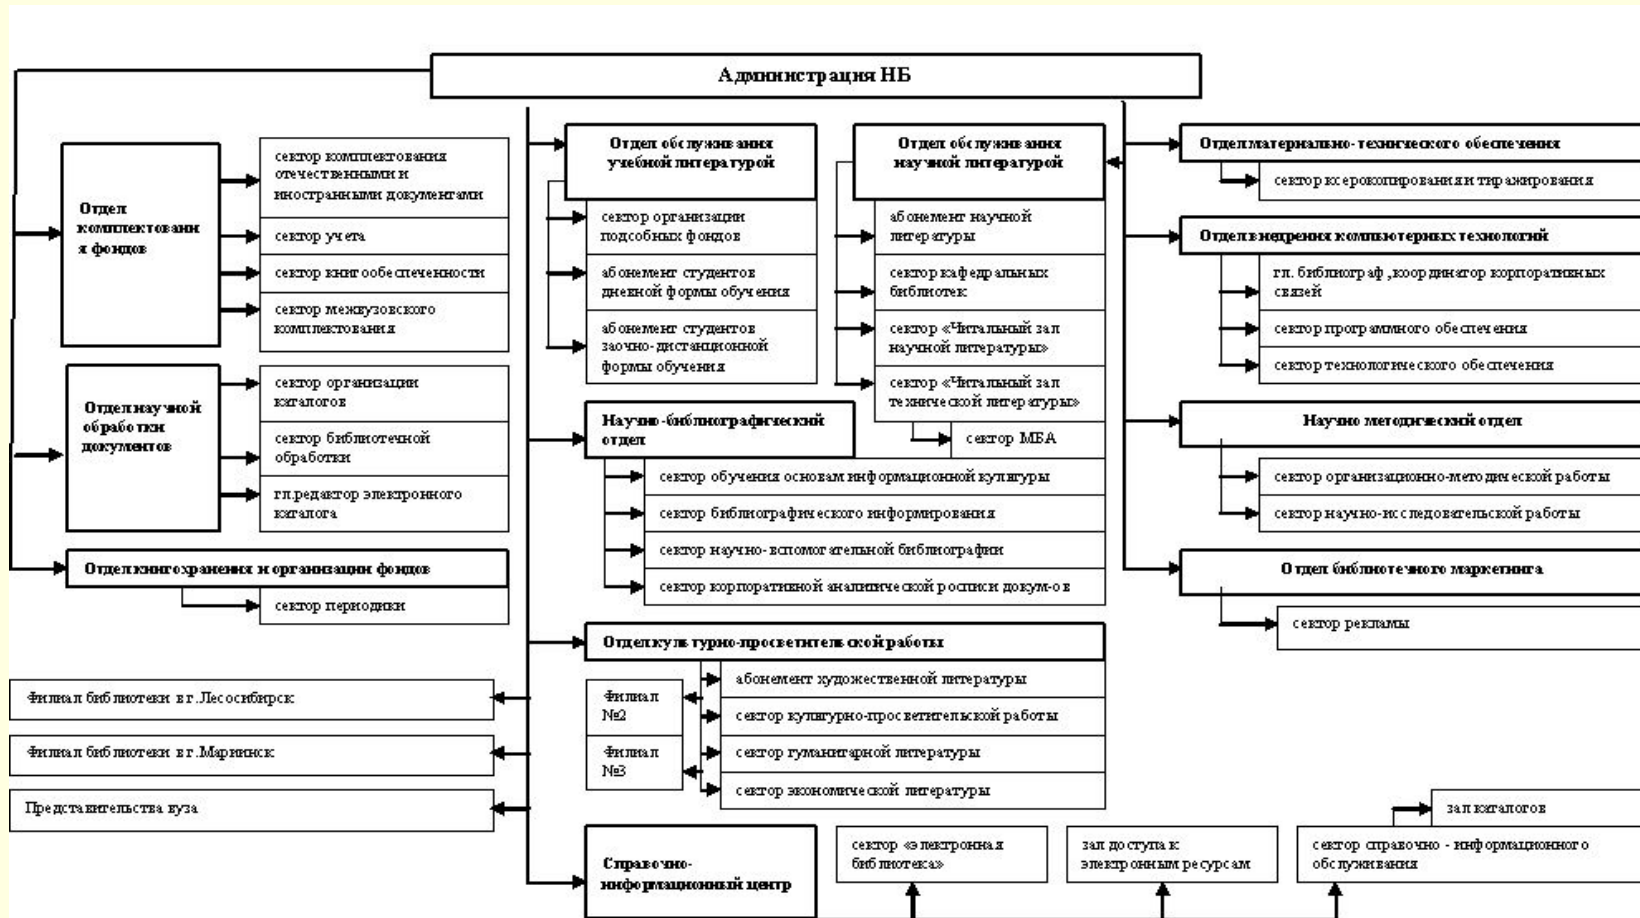 Администрация НБ
Отдел
комплектовани
я фондов
сектор комплектования
отечественными и
иностранными документами
сектор учета
сектор книгообеспеченности
сектор межвузовского
комплектования
Отдел научной
обработки
документов
сектор организации
каталогов
сектор библиотечной
обработки
гл.редактор электронного
каталога
Отдел книгохранения и организации фондов
сектор периодики
Филиал библиотеки в г.Лесосибирск
Филиал библиотеки в г.Мариинск
Представительства вуза
Отдел обслуживания
учебной литературой
сектор организации
подсобных фондов
абонемент студентов
дневной формы обучения
абонемент студентов
заочно-дистанционной
формы обучения
Отдел обслуживания
научной литературой
абонемент научной
литературы
сектор кафедральных
библиотек
сектор «Читальный зал
научной литературы»
сектор «Читальный зал
технической литературы»
сектор МБА
Научно-библиографический
отдел
сектор обучения основам информационной культуры
сектор библиографического информирования
сектор научно-вспомогательной библиографии
сектор корпоративной аналитической росписи докум-ов
Отдел культурно-просветительской работы
Филиал
№2
Филиал
№3
абонемент художественной литературы
сектор культурно-просветительской работы
сектор гуманитарной литературы
сектор экономической литературы
Справочно-
информационный центр
сектор «электронная
библиотека»
зал доступа к
электронным ресурсам
сектор справочно - информационного
обслуживания
зал каталогов
Отдел материально-технического обеспечения
сектор ксерокопирования и тиражирования
Отдел внедрения компьютерных технологий
гл. библиограф ,координатор корпоративных
связей
сектор программного обеспечения
сектор технологического обеспечения
Научно методический отдел
сектор организационно-методической работы
сектор научно-исследовательской работы
Отдел библиотечного маркетинга
сектор рекламы